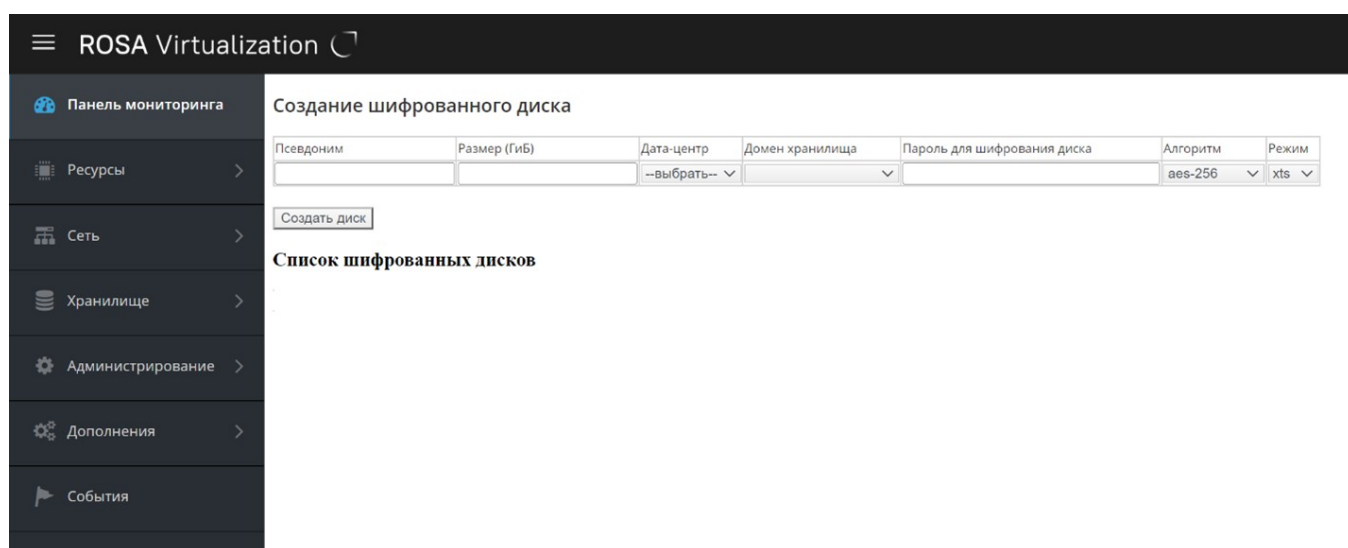 ROSA Virtualization
Панель мониторинга
Ресурсы
Сеть
Хранилище
Администрирование
Дополнения
События
Создание шифрованного диска
Псевдоним Размер (ГиБ) Дата-центр Домен хранилища Пароль для шифрования диска Алгоритм Режим
--выбрать-- aes-256 xts
Создать диск
Список шифрованных дисков